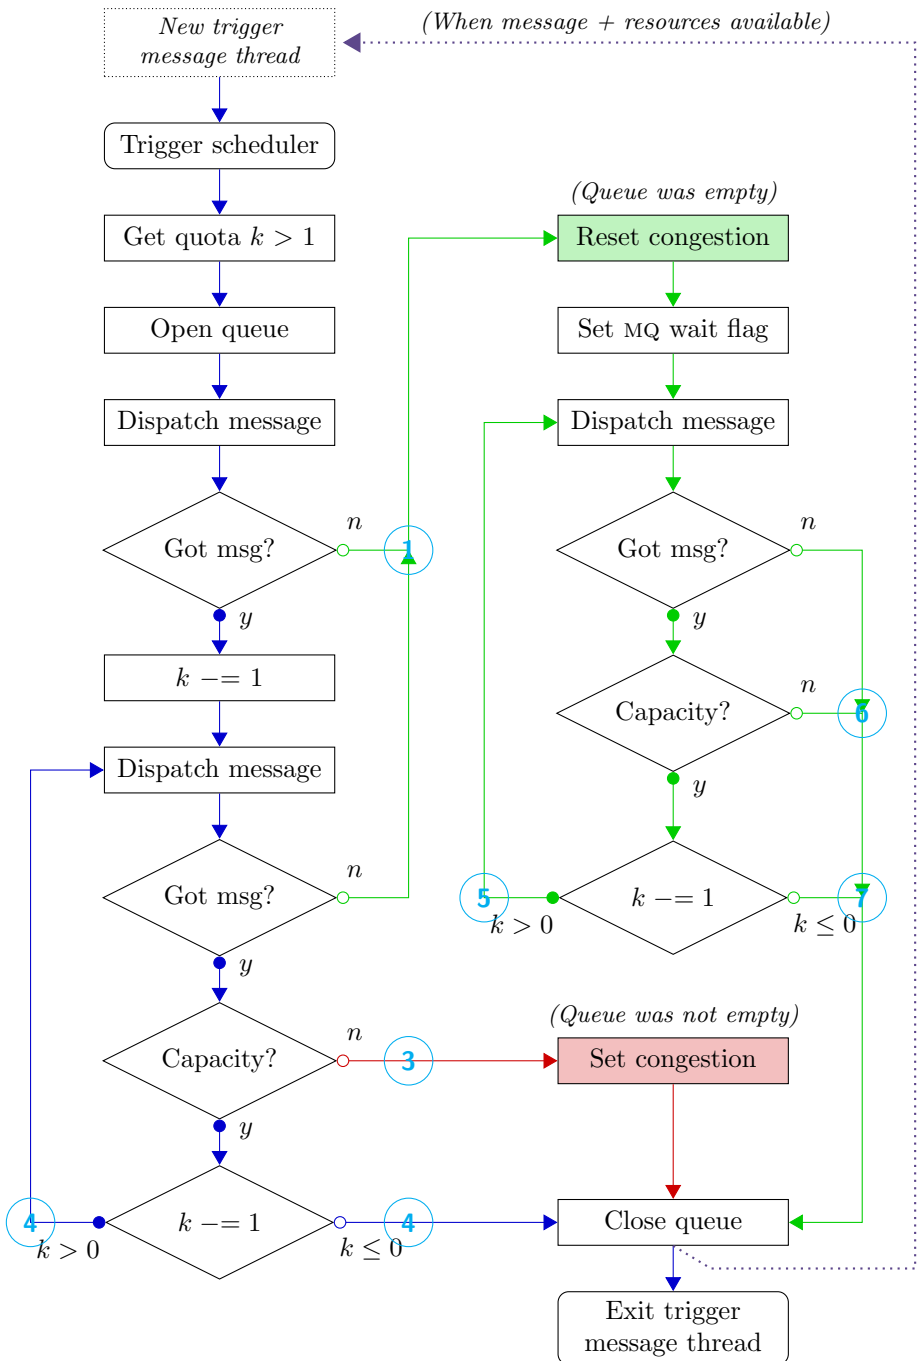 New trigger
message thread
(When message + resources available)
Trigger scheduler
Get quota k > 1
Open queue
Dispatch message
Got msg?
n
1
y
k −= 1
Dispatch message
Got msg?
n
y
Capacity?
n
3
y
k −= 1
4
k > 0
k ≤ 0
4
(Queue was empty)
Reset congestion
Set MQ wait flag
Dispatch message
Got msg?
n
y
Capacity?
n
6
y
k −= 1
5
k > 0
k ≤ 0
7
(Queue was not empty)
Set congestion
Close queue
Exit trigger
message thread